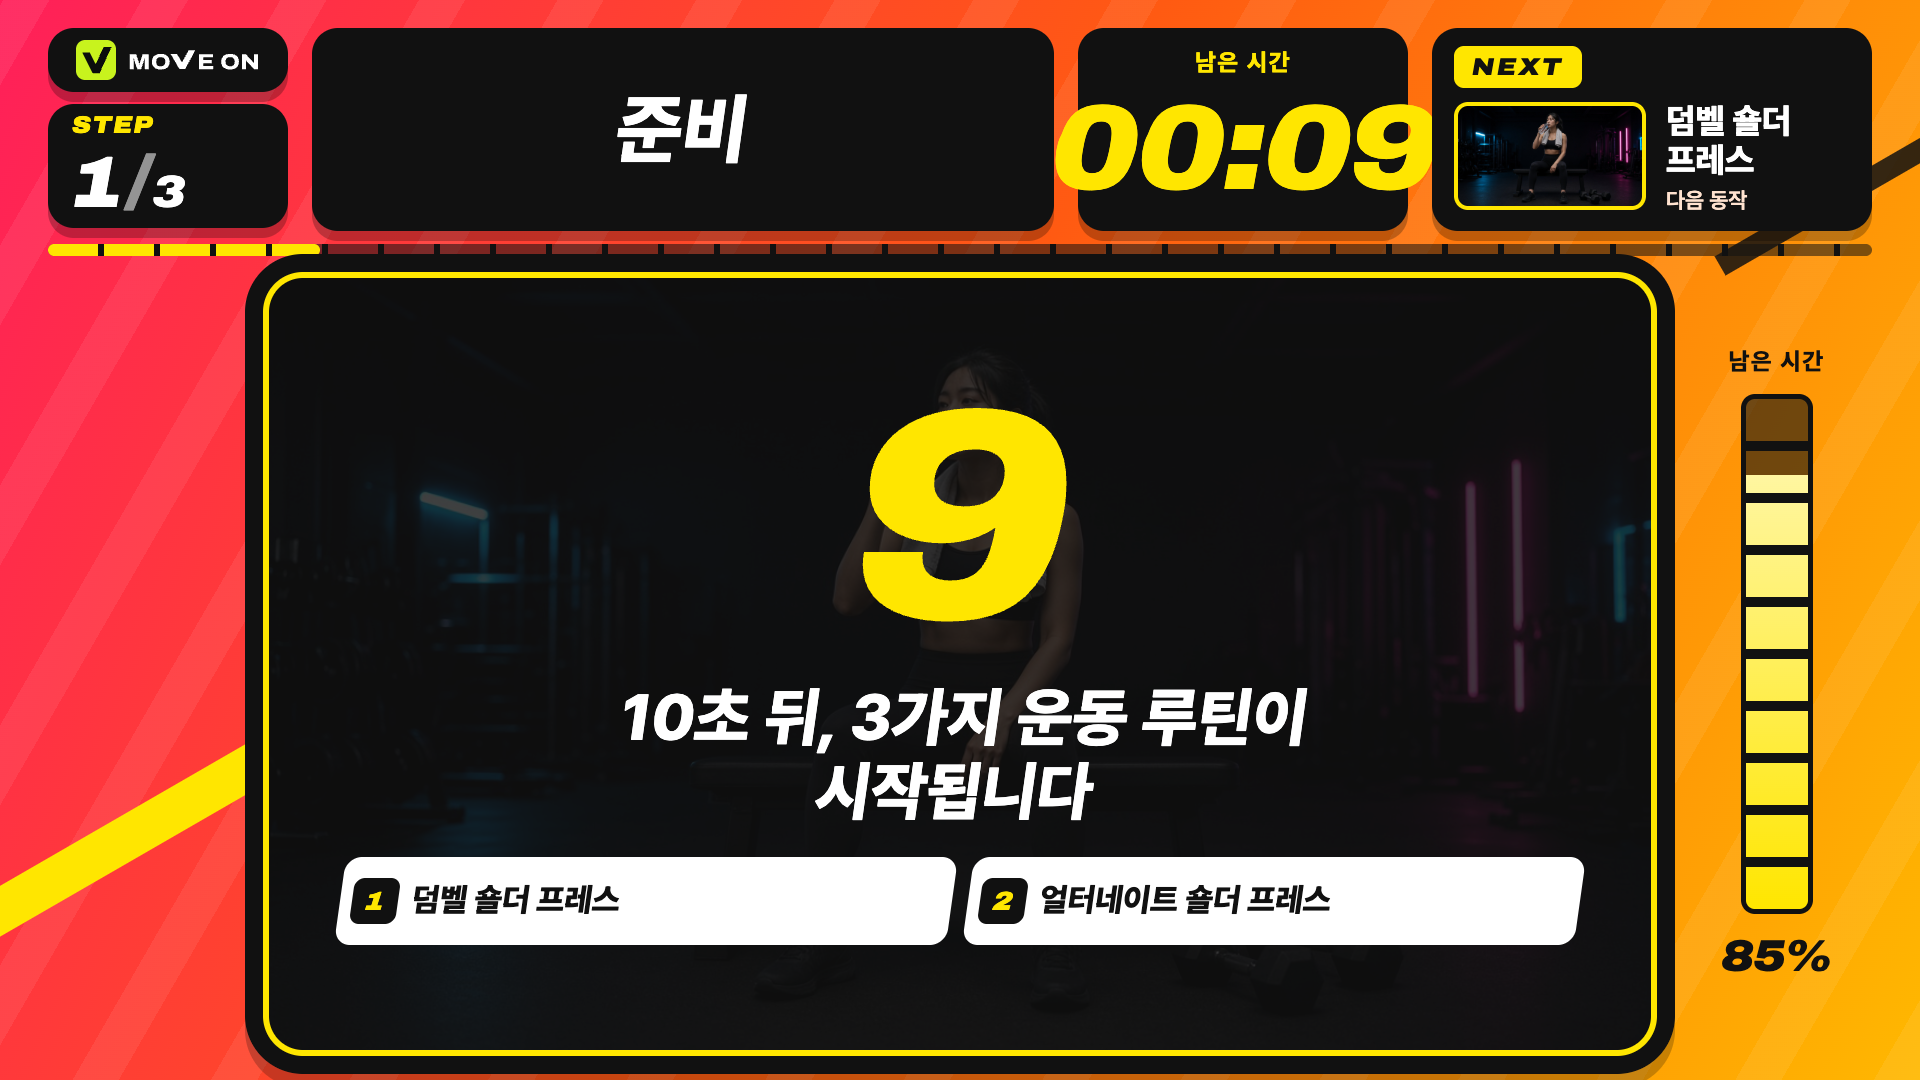 MOVE ON
STEP
1/3
준비
남은 시간
00:09
NEXT
덤벨 숄더
프레스
다음 동작
남은 시간
85%
9
10초 뒤, 3가지 운동 루틴이
시작됩니다
1 덤벨 숄더 프레스
2 얼터네이트 숄더 프레스